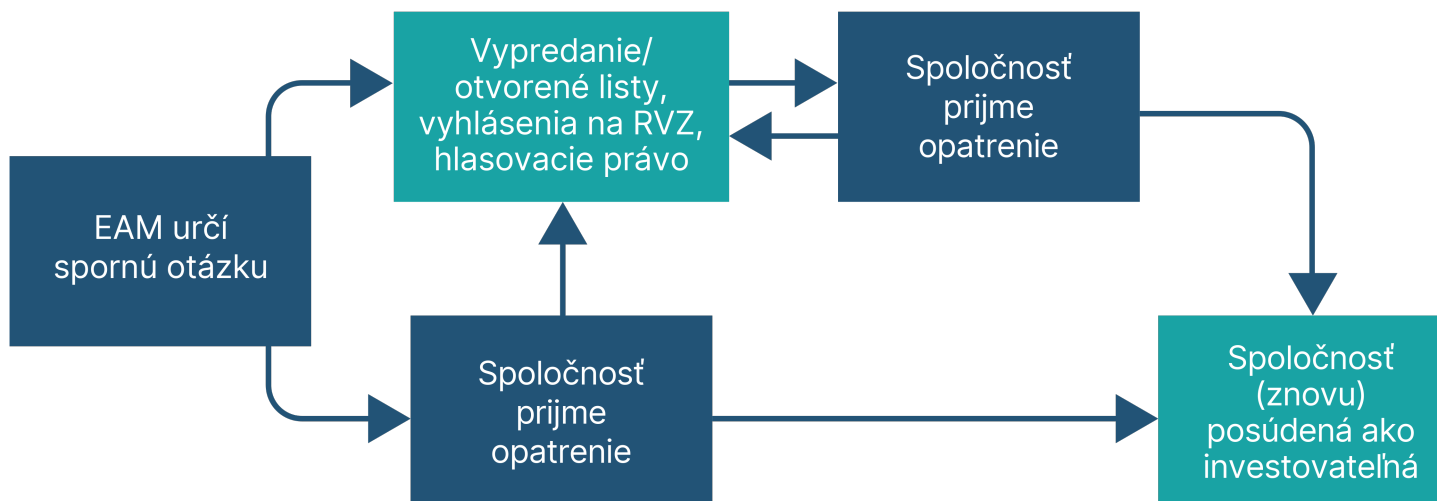 Vypredanie/
otvorené listy,
vyhlásenia na RVZ,
hlasovacie právo
Spoločnosť
prijme
opatrenie
EAM určí
spornú otázku
Spoločnosť
prijme
opatrenie
Spoločnosť
(znovu)
posúdená ako
investovateľná